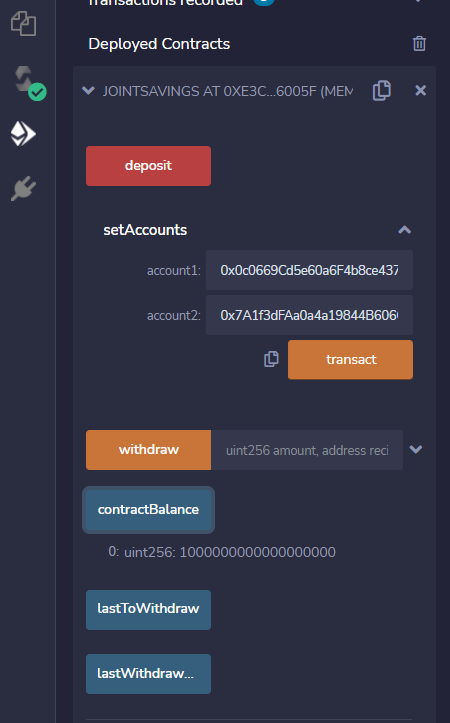 Transactions recorded
Deployed Contracts
JOINTSAVINGS AT 0XE3C...6005F (MEM
deposit
setAccounts
account1: 0x0c0669Cd5e60a6F4b8ce437
account2: 0x7A1f3dFAa0a4a19844B606
transact
withdraw uint256 amount, address reci
contractBalance
0: uint256: 1000000000000000000
lastToWithdraw
lastWithdraw...